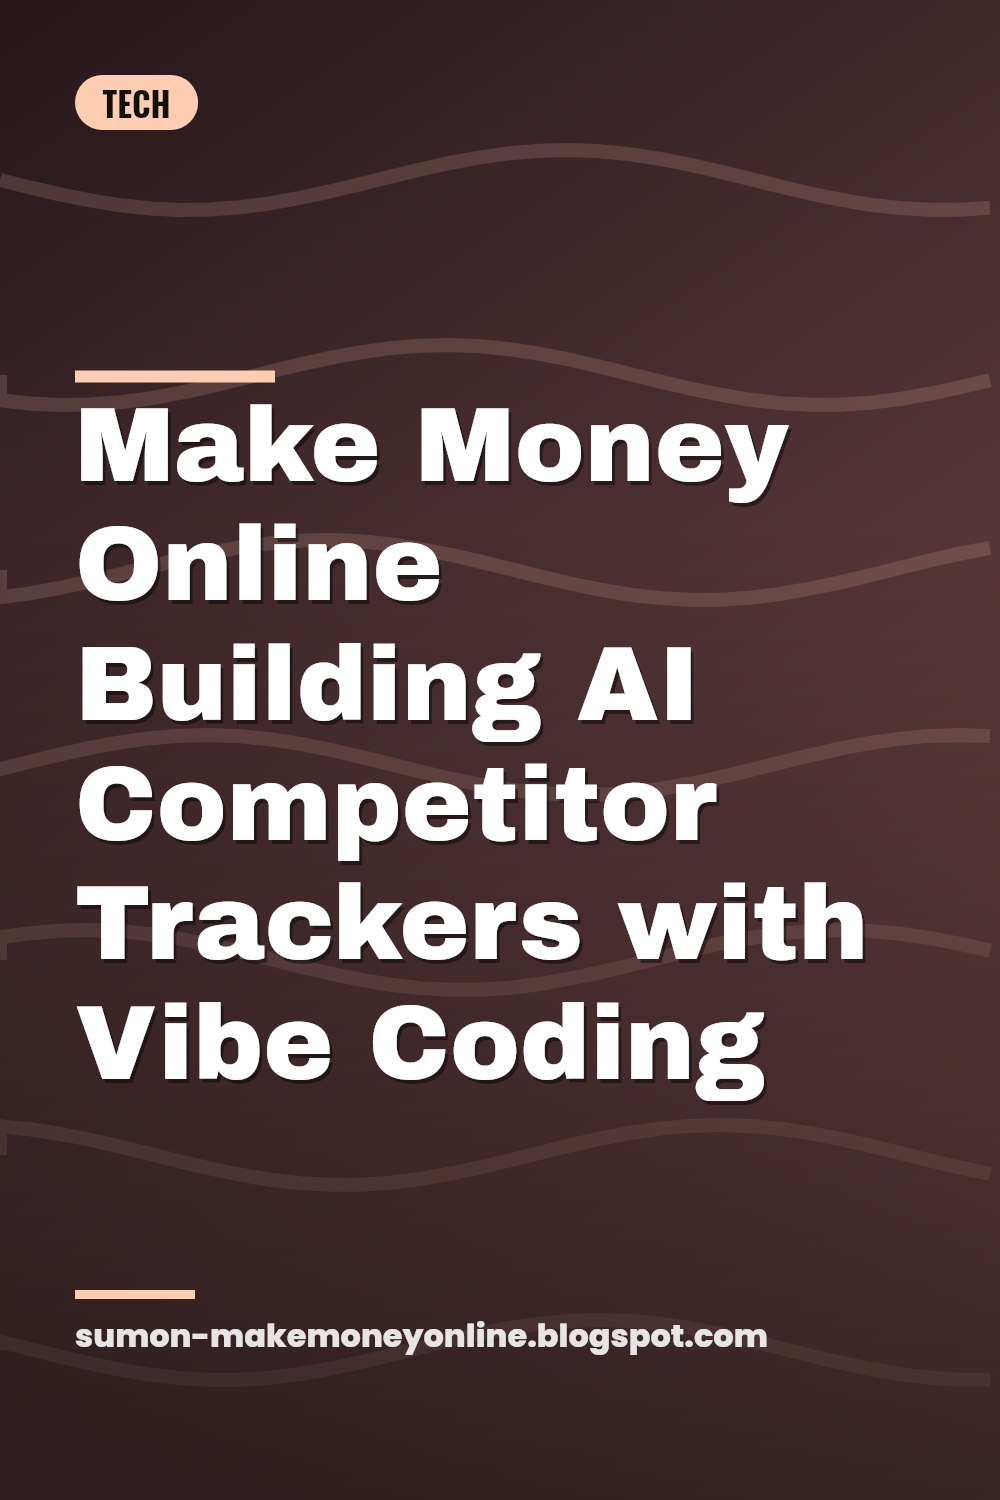 TECH
Make Money
Online
Building AI
Competitor
Trackers with
Vibe Coding
sumon-makemoneyonline.blogspot.com